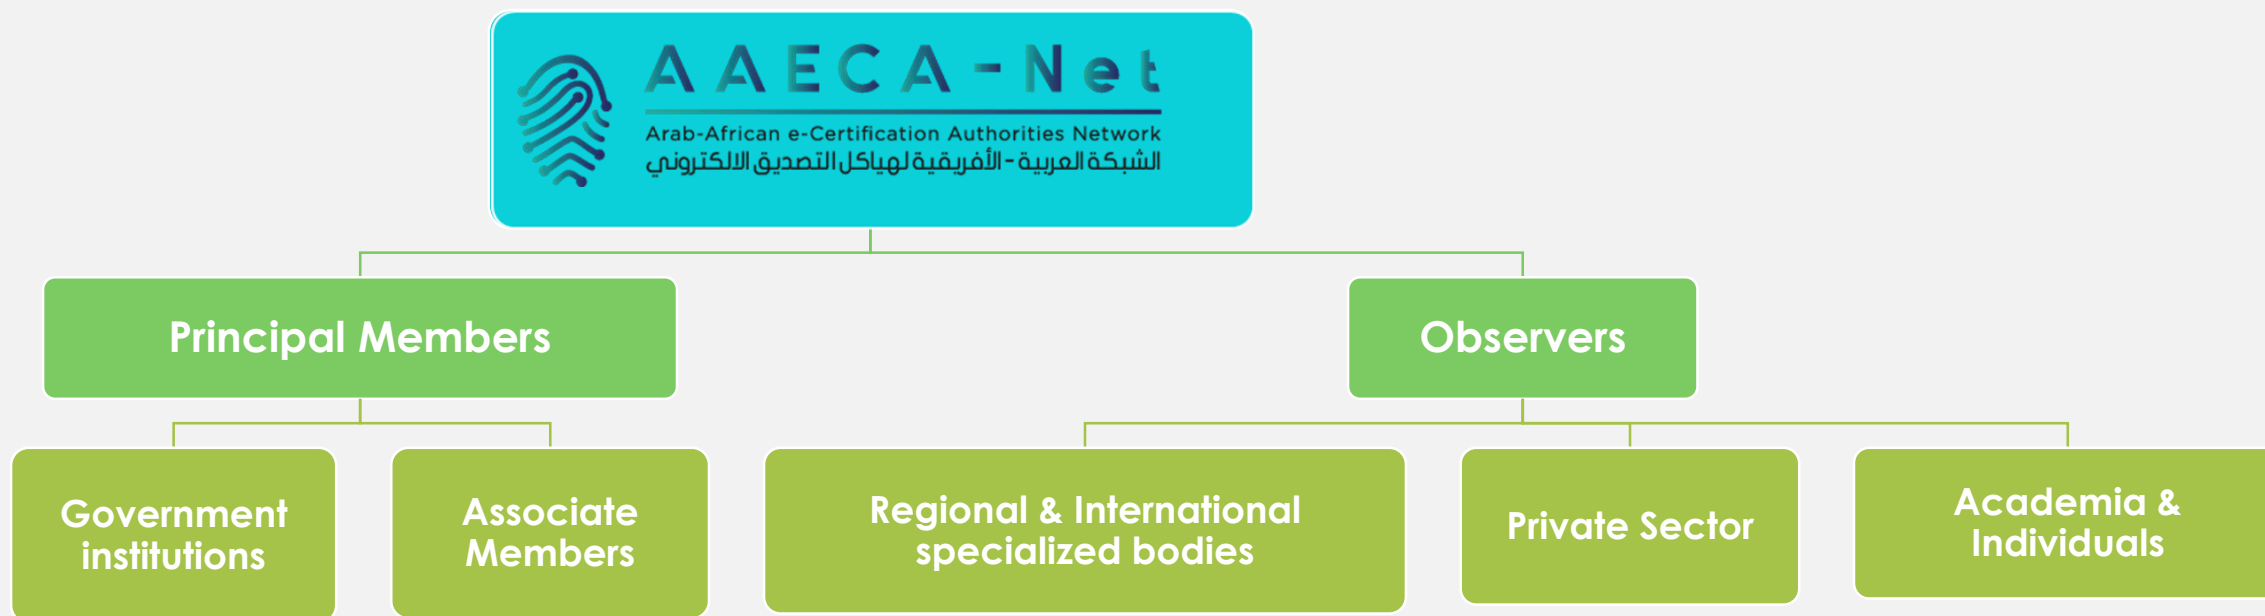 AAECA-Net
Arab-African e-Certification Authorities Network
الشبكة العربية - الأفريقية لهياكل التصديق الالكتروني
Principal Members
Observers
Government
institutions
Associate
Members
Regional & International
specialized bodies
Private Sector
Academia &
Individuals